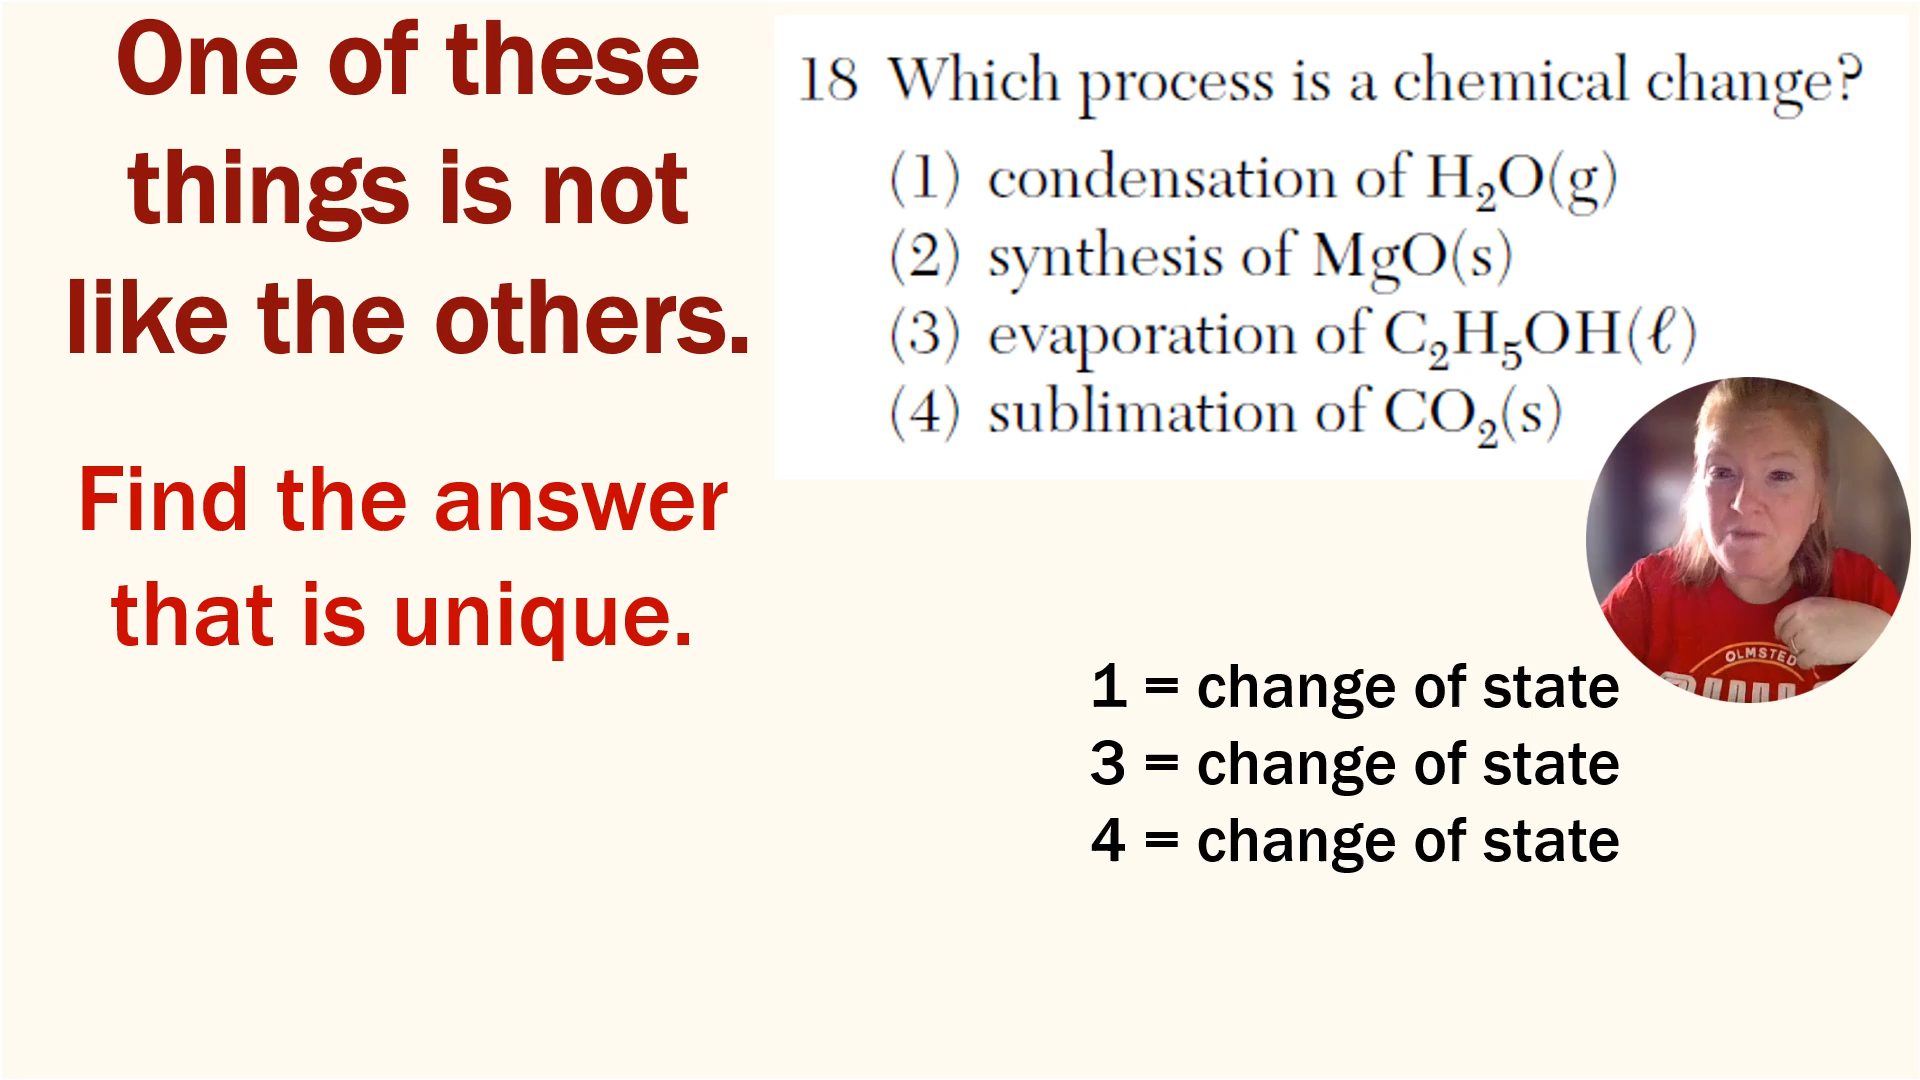 One of these
things is not
like the others.
Find the answer
that is unique.
18 Which process is a chemical change?
(1) condensation of H₂O(g)
(2) synthesis of MgO(s)
(3) evaporation of C₂H₅OH(ℓ)
(4) sublimation of CO₂(s)
OLMSTED
1 = change of state
3 = change of state
4 = change of state